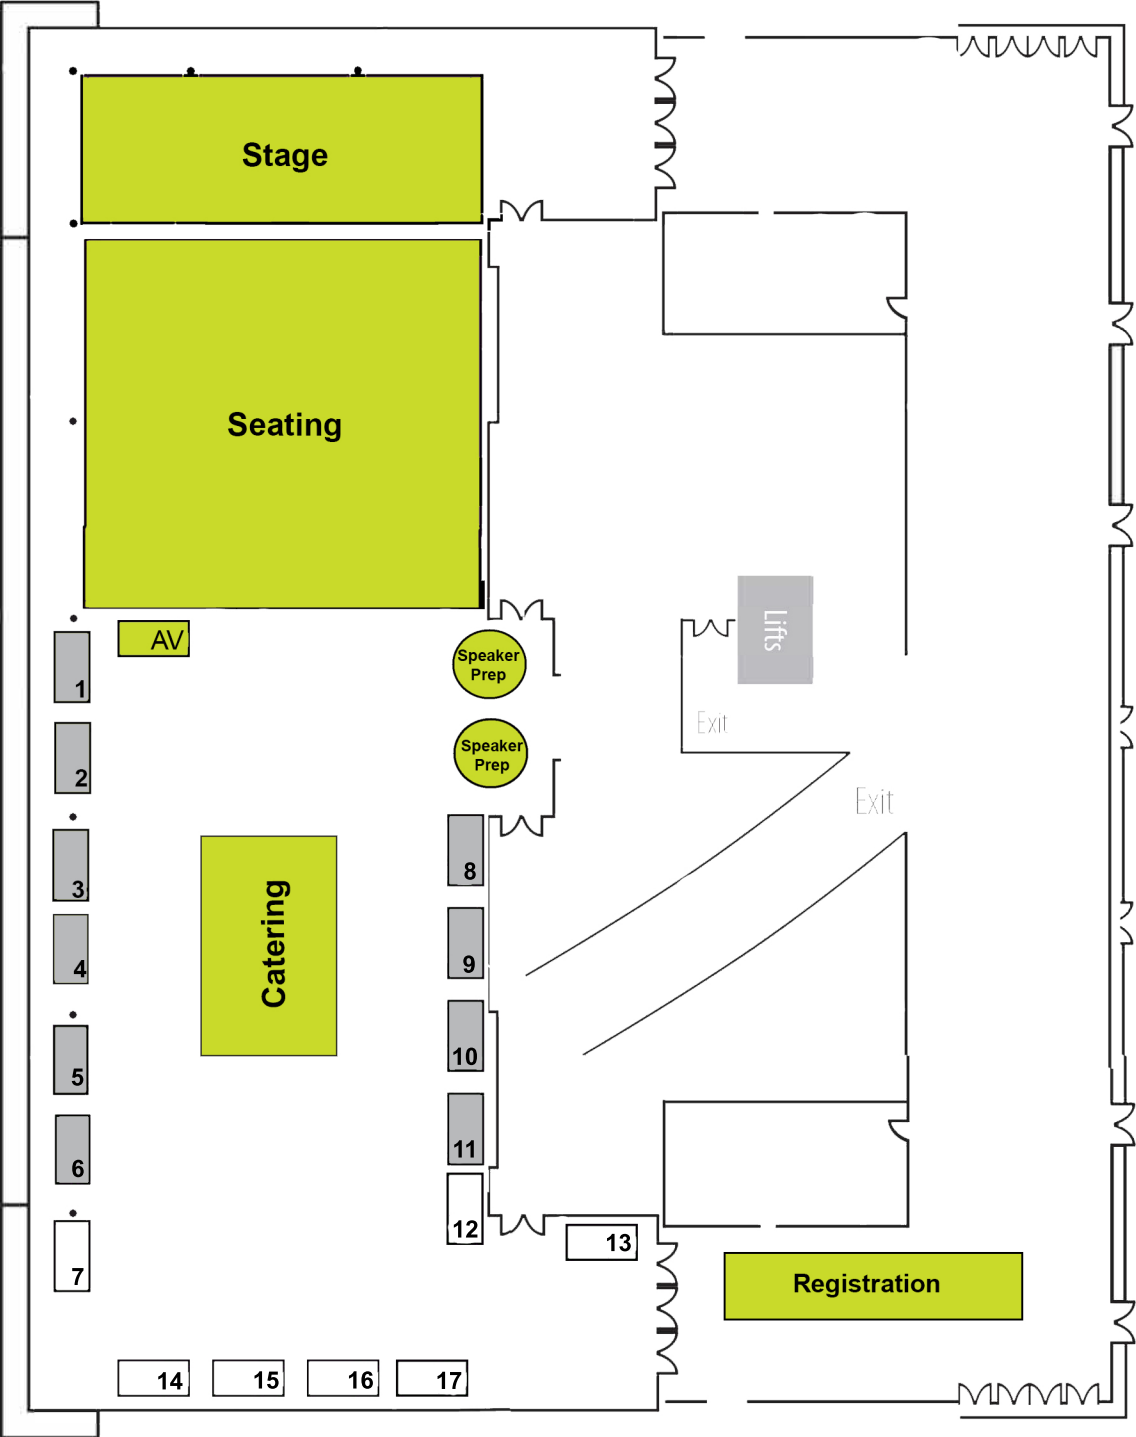 Stage
Seating
AV
Speaker
Prep
Lifts
1
Exit
2
Speaker
Prep
Exit
3
8
Catering
4
9
5
10
6
11
7
12
13
Registration
14
15
16
17